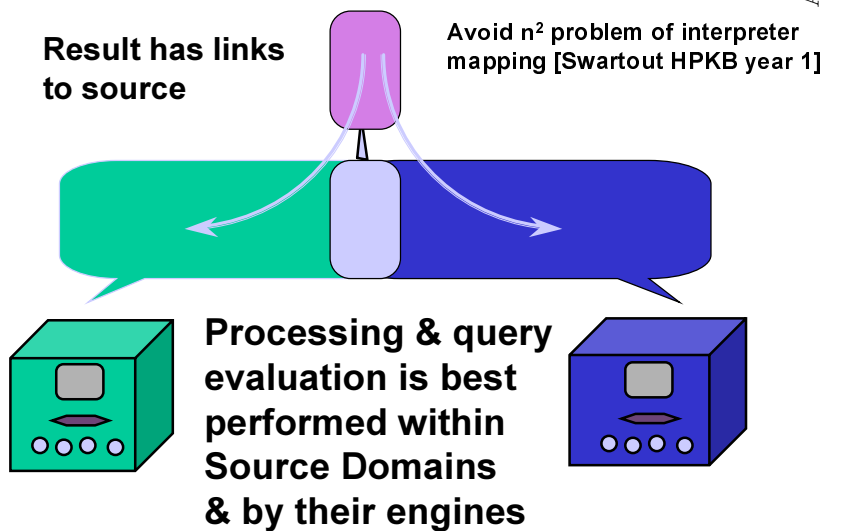 Result has links
to source
Avoid n² problem of interpreter
mapping [Swartout HPKB year 1]
Processing & query
evaluation is best
performed within
Source Domains
& by their engines